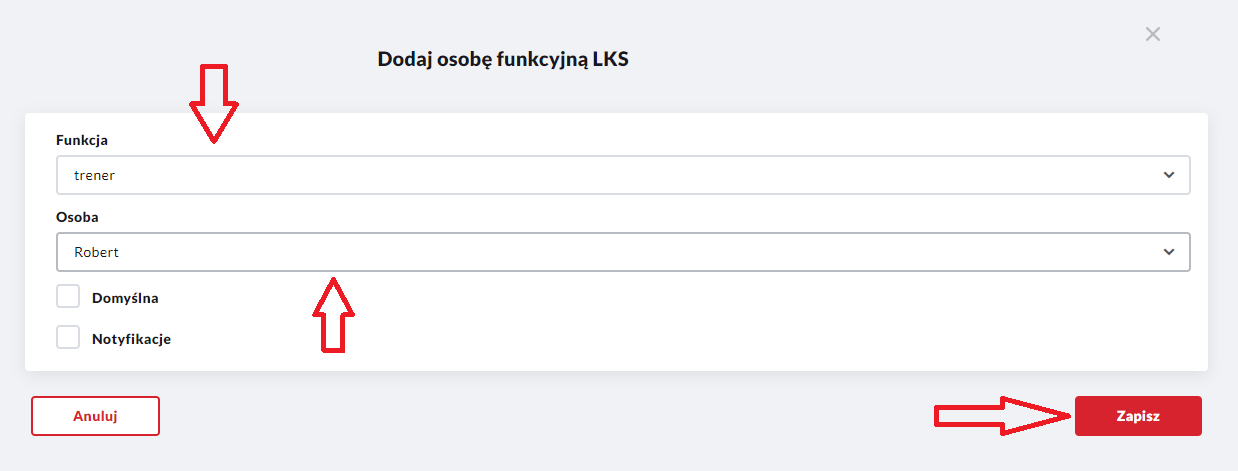 Dodaj osobę funkcyjną LKS
Funkcja
trener
Osoba
Robert
Domyślna
Notyfikacje
Anuluj
Zapisz